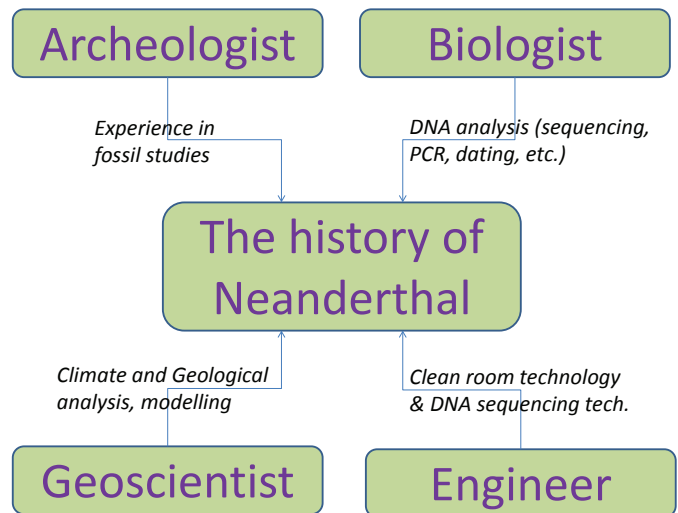 Archeologist
Biologist
Experience in
fossil studies
DNA analysis (sequencing,
PCR, dating, etc.)
The history of
Neanderthal
Climate and Geological
analysis, modelling
Clean room technology
& DNA sequencing tech.
Geoscientist
Engineer